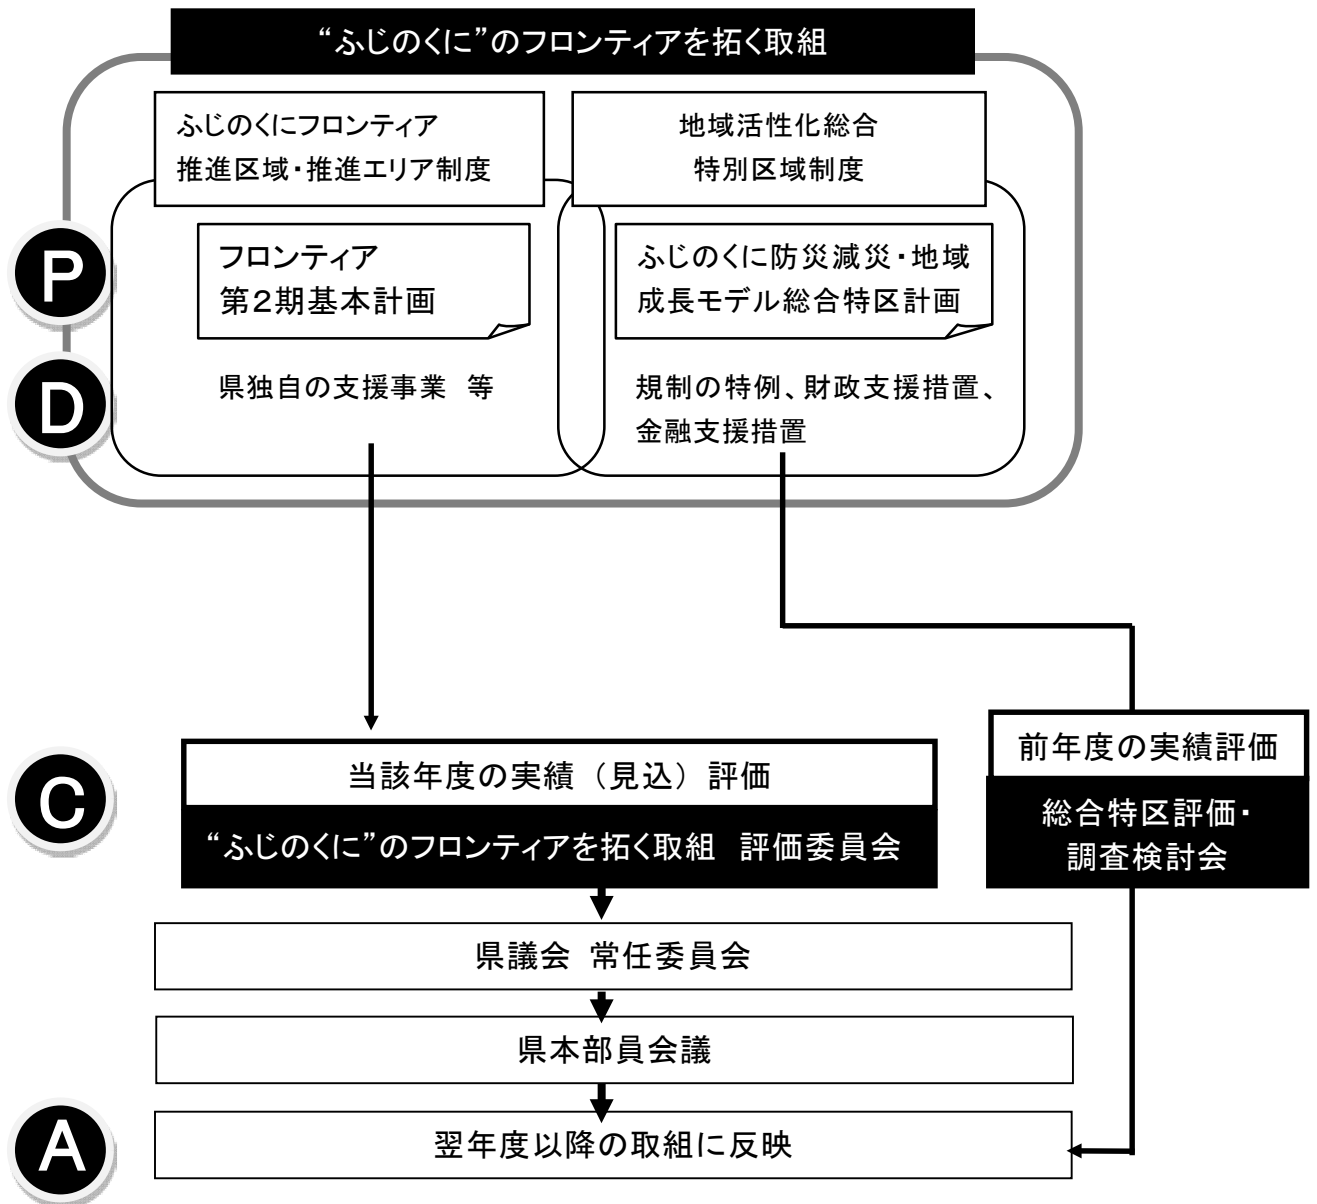 “ふじのくに”のフロンティアを拓く取組
ふじのくにフロンティア
推進区域・推進エリア制度
地域活性化総合
特別区域制度
P
フロンティア
第2期基本計画
ふじのくに防災減災・地域
成長モデル総合特区計画
D
県独自の支援事業 等
規制の特例、財政支援措置、
金融支援措置
C
当該年度の実績（見込）評価
“ふじのくに”のフロンティアを拓く取組 評価委員会
前年度の実績評価
総合特区評価・
調査検討会
県議会 常任委員会
県本部員会議
A
翌年度以降の取組に反映